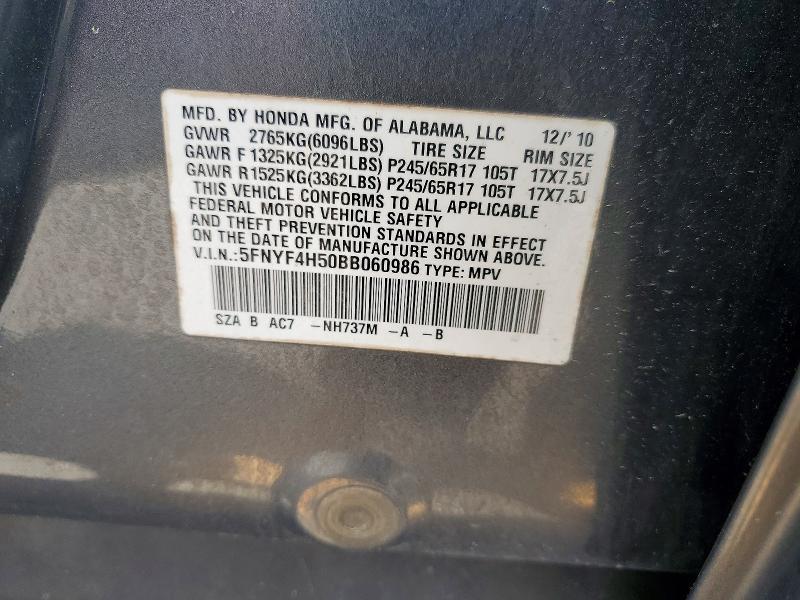 MFD. BY HONDA MFG. OF ALABAMA, LLC 12/'10
GVWR 2765KG(6096LBS) TIRE SIZE RIM SIZE
GAWR F 1325KG(2921LBS) P245/65R17 105T 17X7.5J
GAWR R1525KG(3362LBS) P245/65R17 105T 17X7.5J
THIS VEHICLE CONFORMS TO ALL APPLICABLE
FEDERAL MOTOR VEHICLE SAFETY
AND THEFT PREVENTION STANDARDS IN EFFECT
ON THE DATE OF MANUFACTURE SHOWN ABOVE.
V.I.N.:5FNYF4H50BB060986 TYPE: MPV
SZA B AC7 -NH737M -A -B